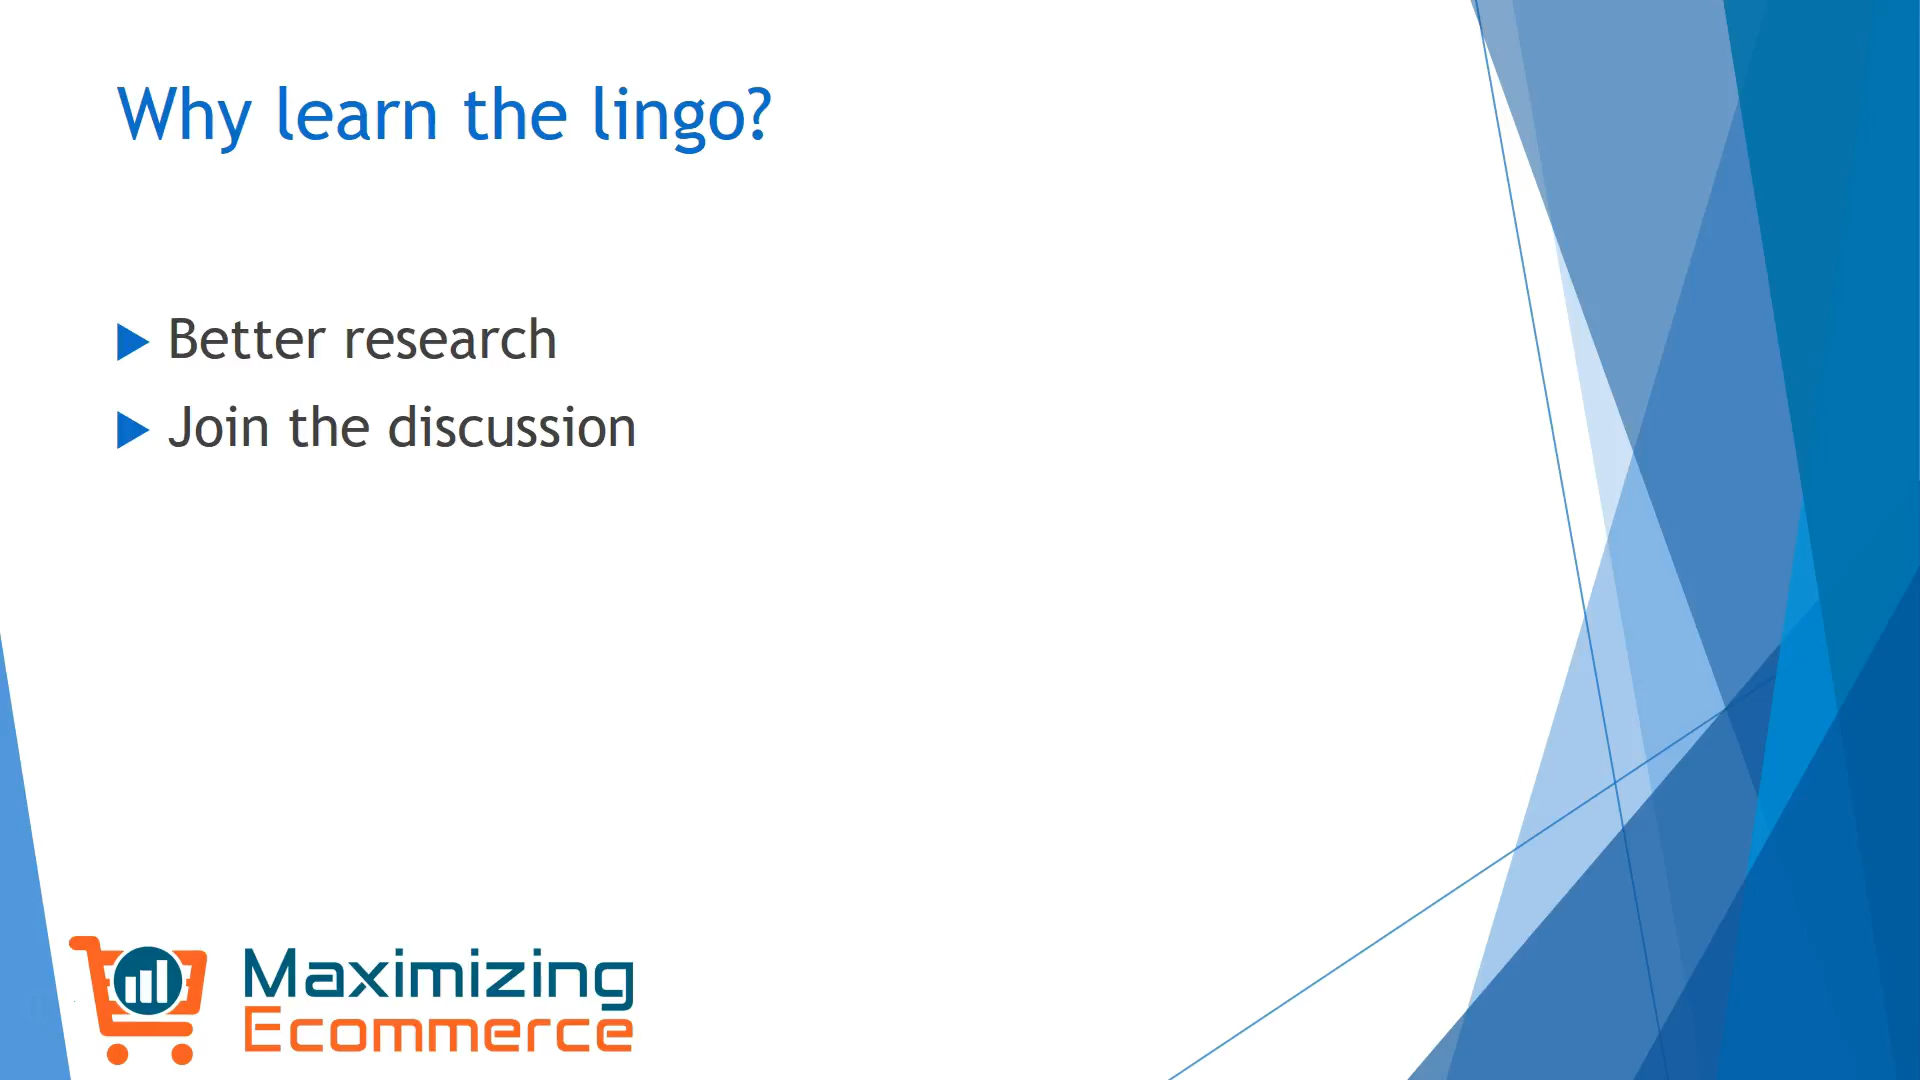 Why learn the lingo?
Better research
Join the discussion
Maximizing
Ecommerce